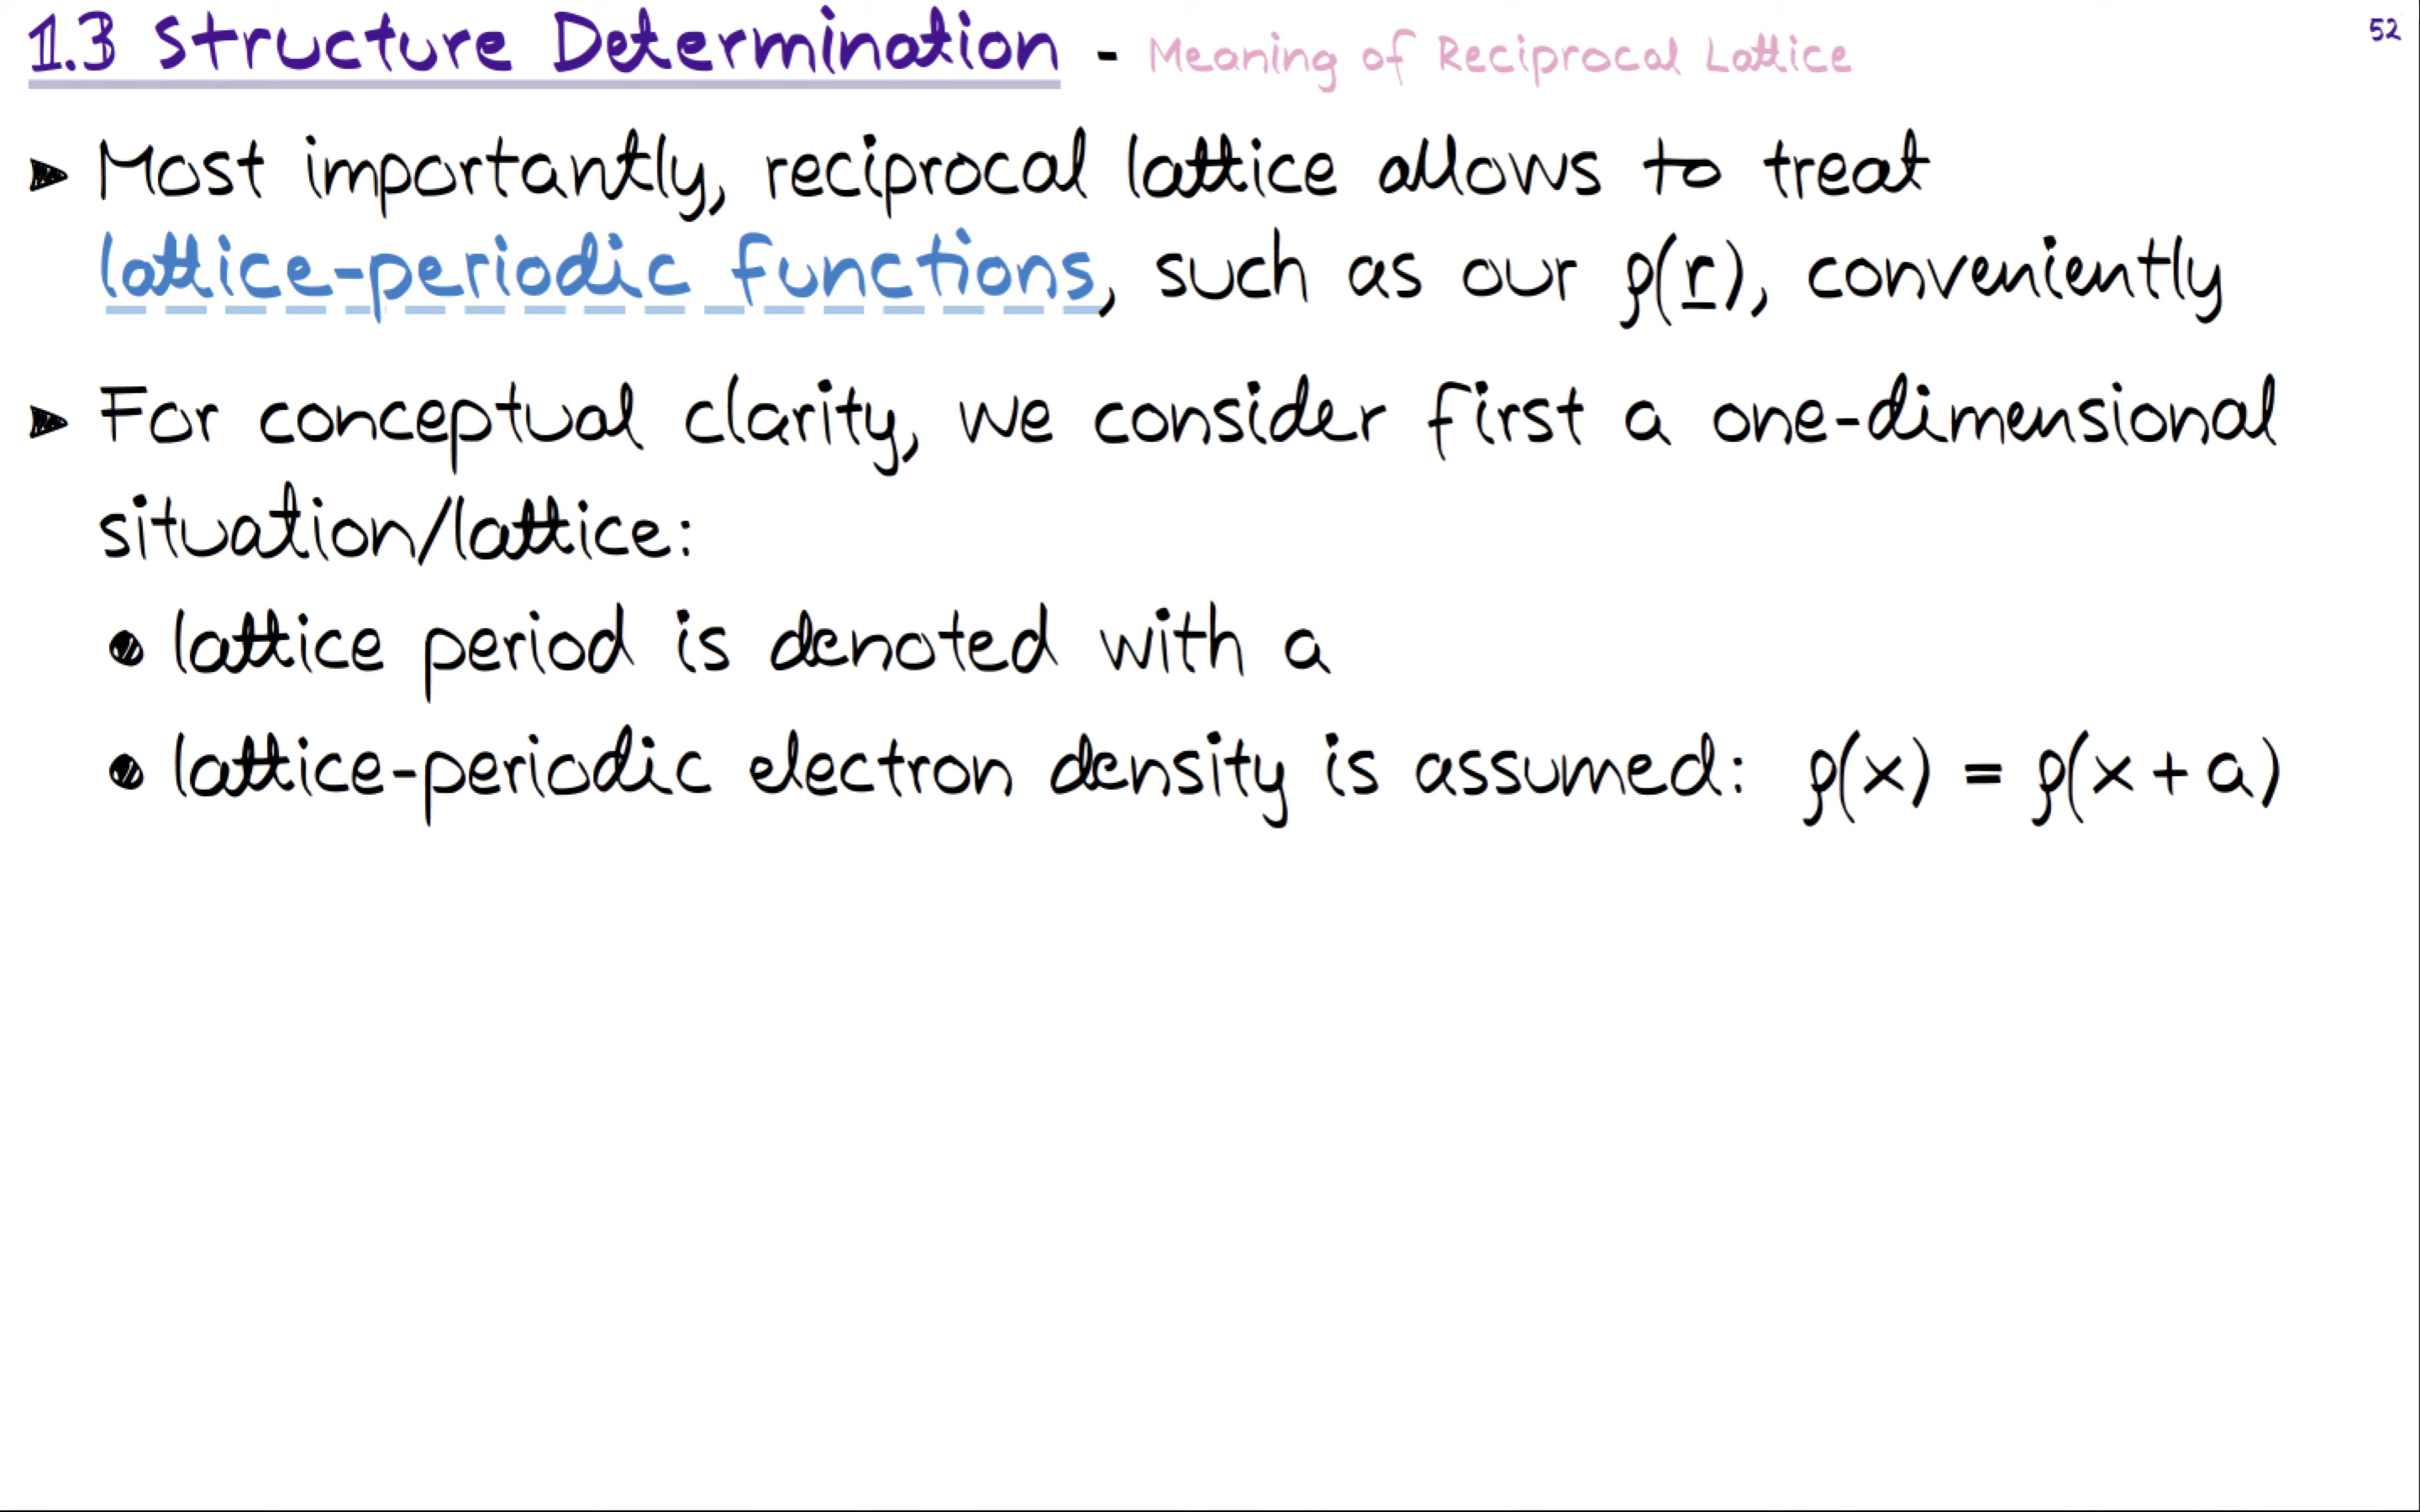 1.3 Structure Determination - Meaning of Reciprocal Lattice
52
▸ Most importantly, reciprocal lattice allows to treat
lattice-periodic functions, such as our ρ(r), conveniently
▸ For conceptual clarity, we consider first a one-dimensional
situation/lattice:
• lattice period is denoted with a
• lattice-periodic electron density is assumed: ρ(x) = ρ(x + a)